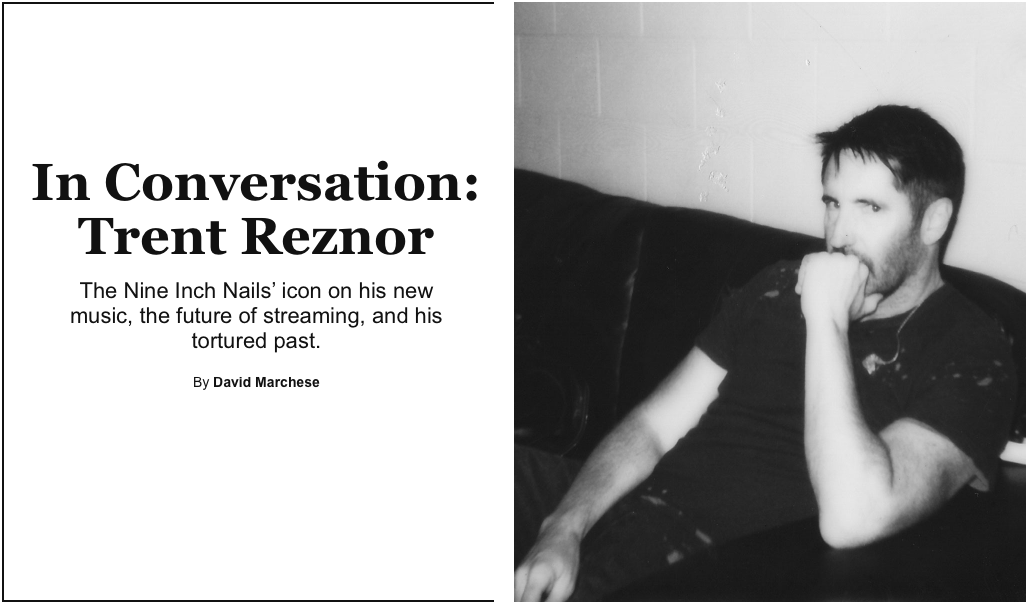 In Conversation:
Trent Reznor
The Nine Inch Nails’ icon on his new
music, the future of streaming, and his
tortured past.
By David Marchese